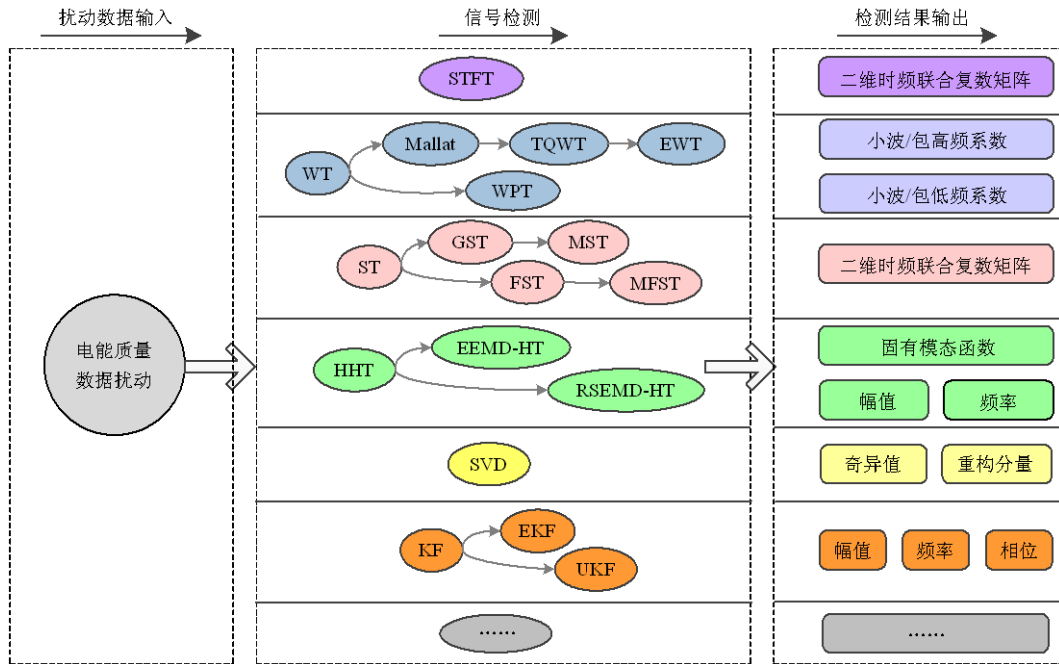 扰动数据输入
信号检测
检测结果输出
STFT
二维时频联合复数矩阵
Mallat
TQWT
EWT
WT
WPT
小波/包高频系数
小波/包低频系数
GST
MST
ST
FST
MFST
二维时频联合复数矩阵
电能质量
数据扰动
EEMD-HT
HHT
RSEMD-HT
固有模态函数
幅值
频率
SVD
奇异值
重构分量
EKF
KF
UKF
幅值
频率
相位
……
……